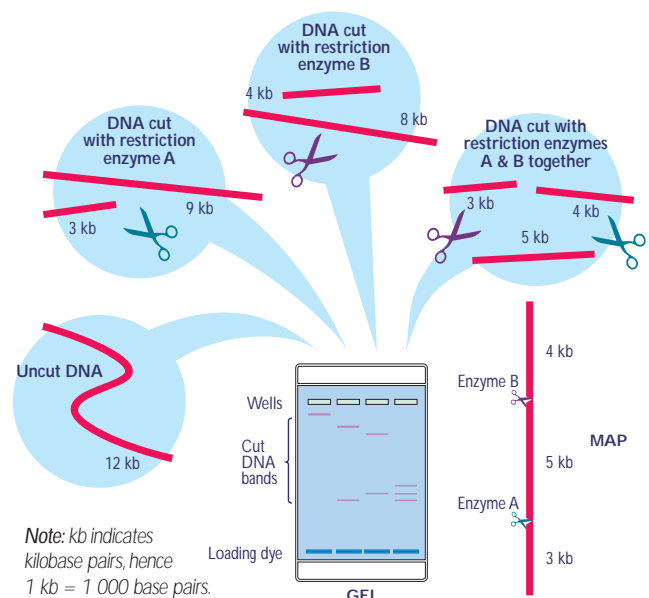 DNA cut
with restriction
enzyme B
4 kb
8 kb
DNA cut
with restriction
enzyme A
9 kb
3 kb
DNA cut with
restriction enzymes
A & B together
3 kb
4 kb
5 kb
Uncut DNA
12 kb
Wells
Cut
DNA
bands
Loading dye
GEL
4 kb
Enzyme B
5 kb
MAP
Enzyme A
3 kb
Note: kb indicates
kilobase pairs, hence
1 kb = 1 000 base pairs.